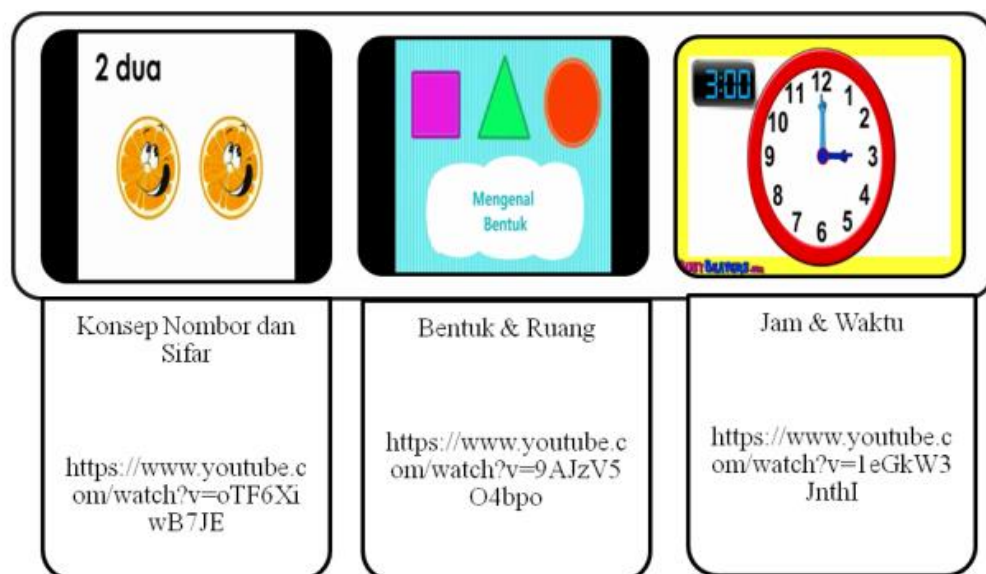 2 dua
Mengenal
Bentuk
3:00
12
1
2
3
4
5
6
7
8
9
10
11
Konsep Nombor dan
Sifar
https://www.youtube.c
om/watch?v=oTF6Xi
wB7JE
Bentuk & Ruang
https://www.youtube.c
om/watch?v=9AJzV5
O4bpo
Jam & Waktu
https://www.youtube.c
om/watch?v=1eGkW3
JnthI